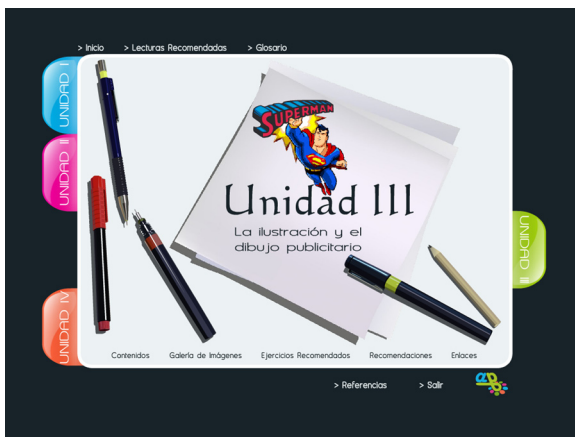 > Inicio > Lecturas Recomendadas > Glosario
UNIDAD I
UNIDAD II
UNIDAD IV
SUPERMAN
Unidad III
La ilustración y el
dibujo publicitario
UNIDAD III
Contenidos Galería de Imágenes Ejercicios Recomendados Recomendaciones Enlaces
> Referencias > Salir